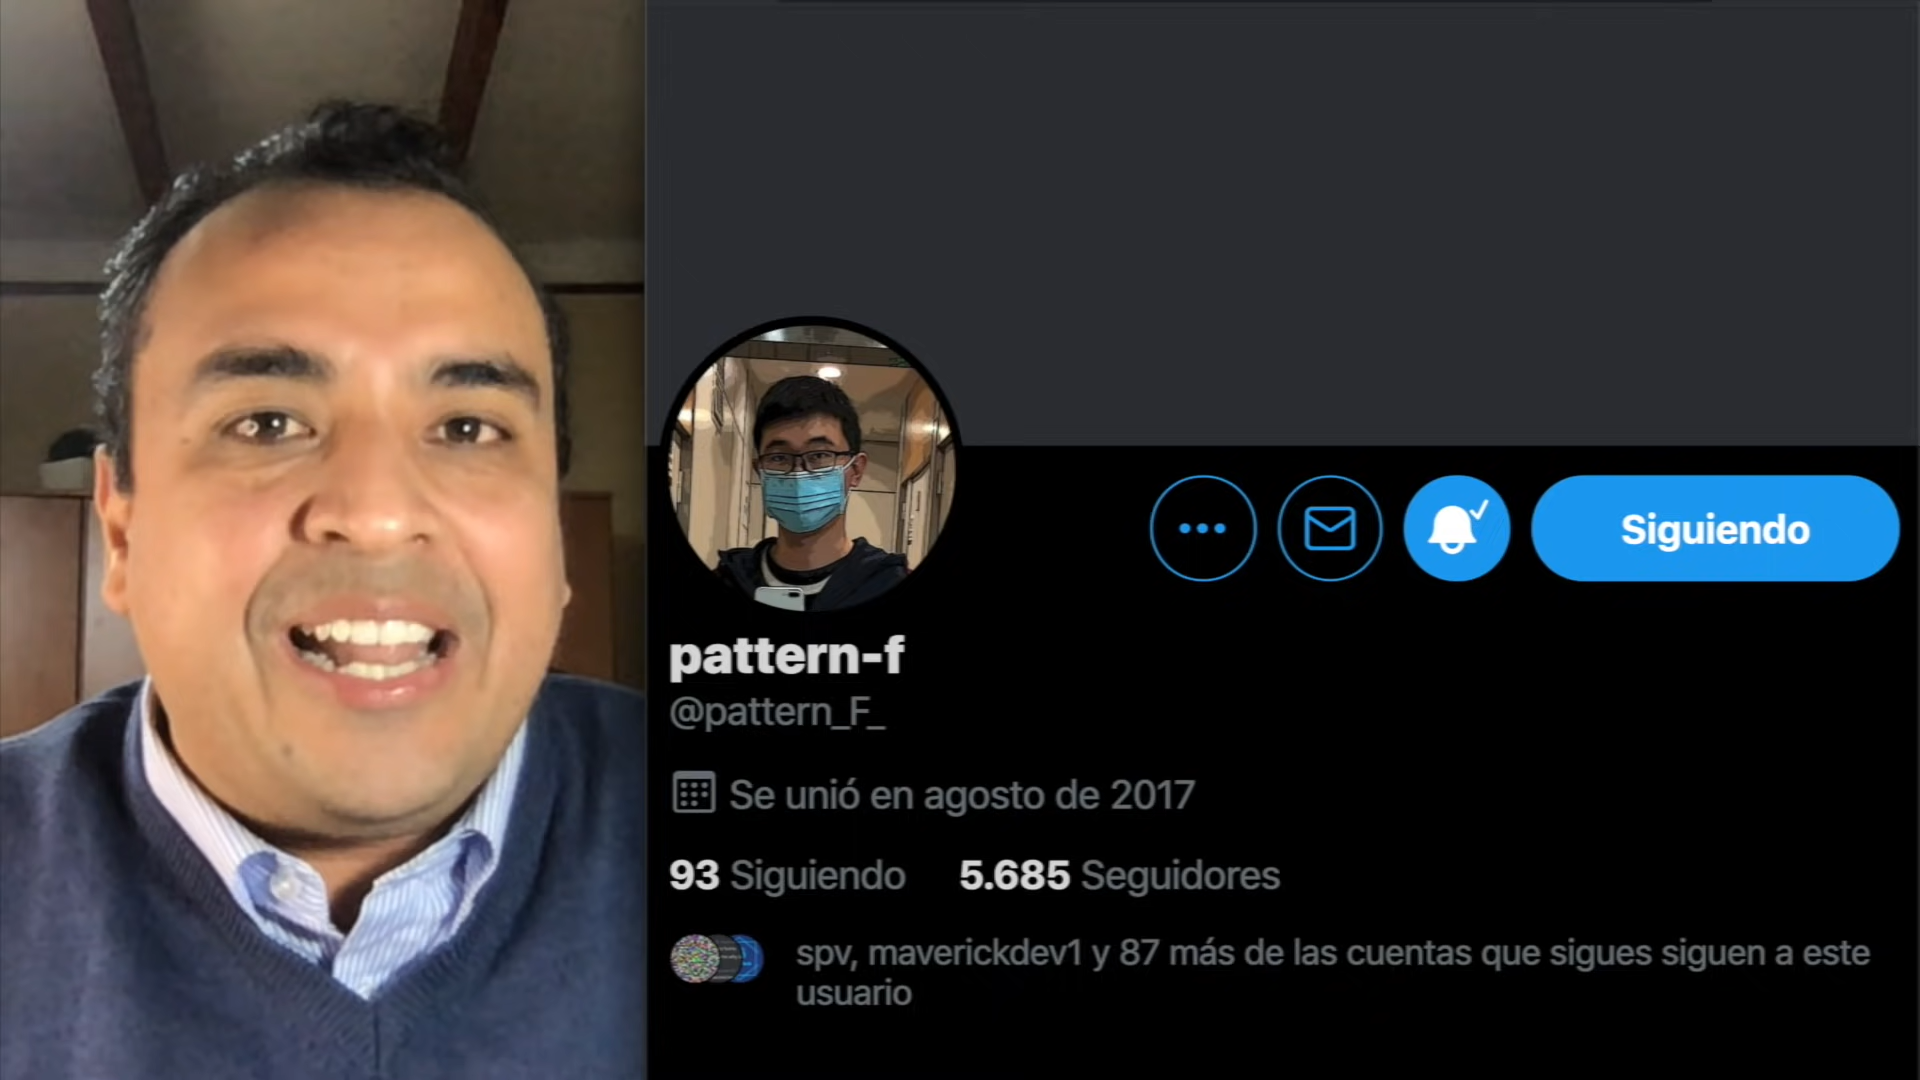 Siguiendo
pattern-f
@pattern_F_
Se unió en agosto de 2017
93 Siguiendo 5.685 Seguidores
spv, maverickdev1 y 87 más de las cuentas que sigues siguen a este
usuario